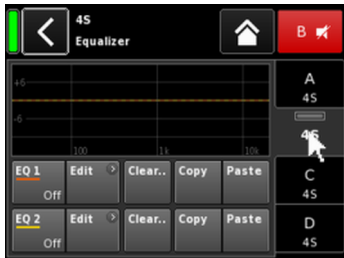 4S
Equalizer
B
+6
-6
100 1k 10k
A
4S
4S
C
4S
D
4S
EQ 1 Edit Clear.. Copy Paste
Off
EQ 2 Edit Clear.. Copy Paste
Off